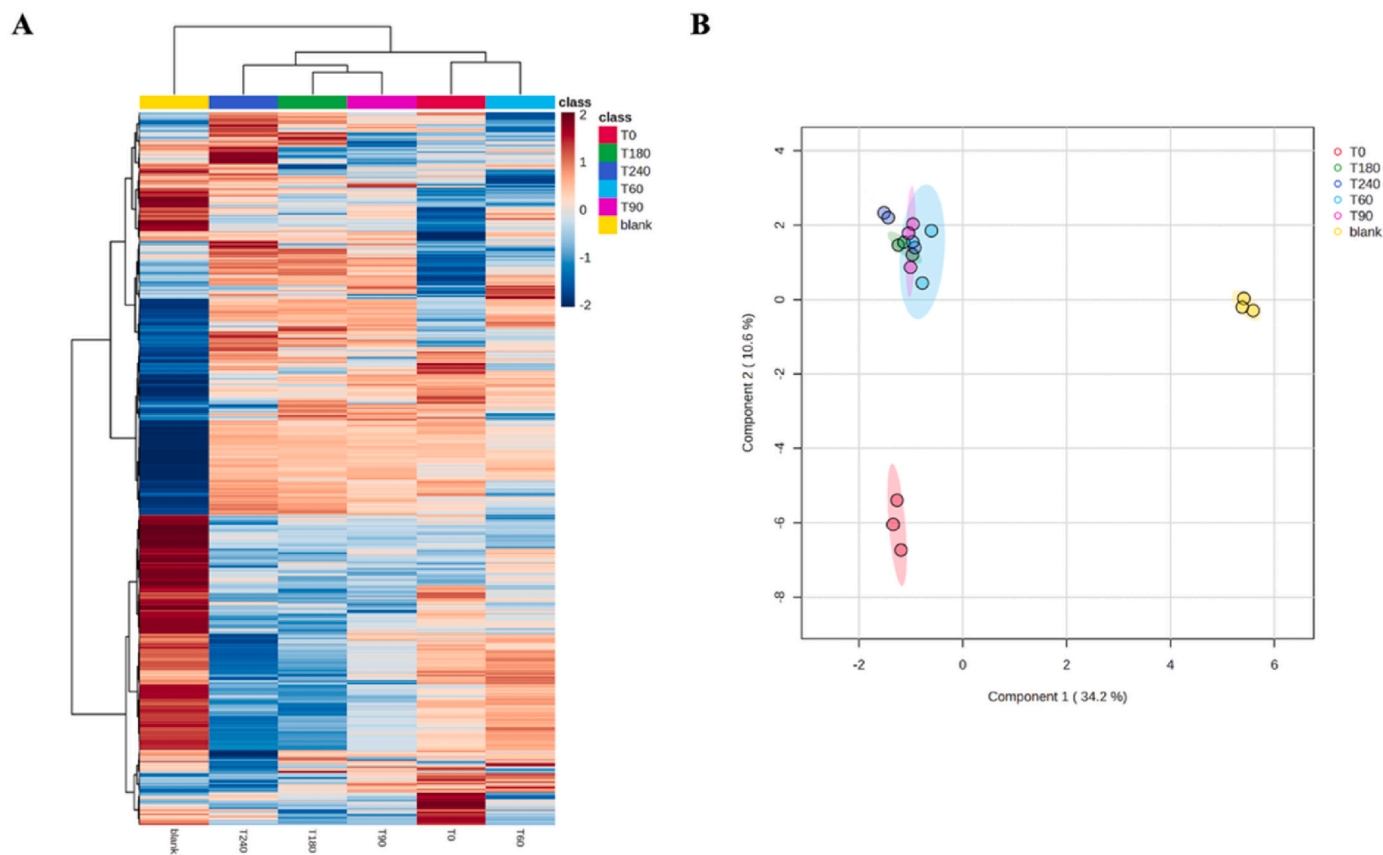 A
class
2
1
0
-1
-2
class
T0
T180
T240
T60
T90
blank
blank
T240
T180
T90
T0
T60
B
Component 2 ( 10.6 %)
4
2
0
-2
-4
-6
-8
-2
0
2
4
6
Component 1 ( 34.2 %)
T0
T180
T240
T60
T90
blank